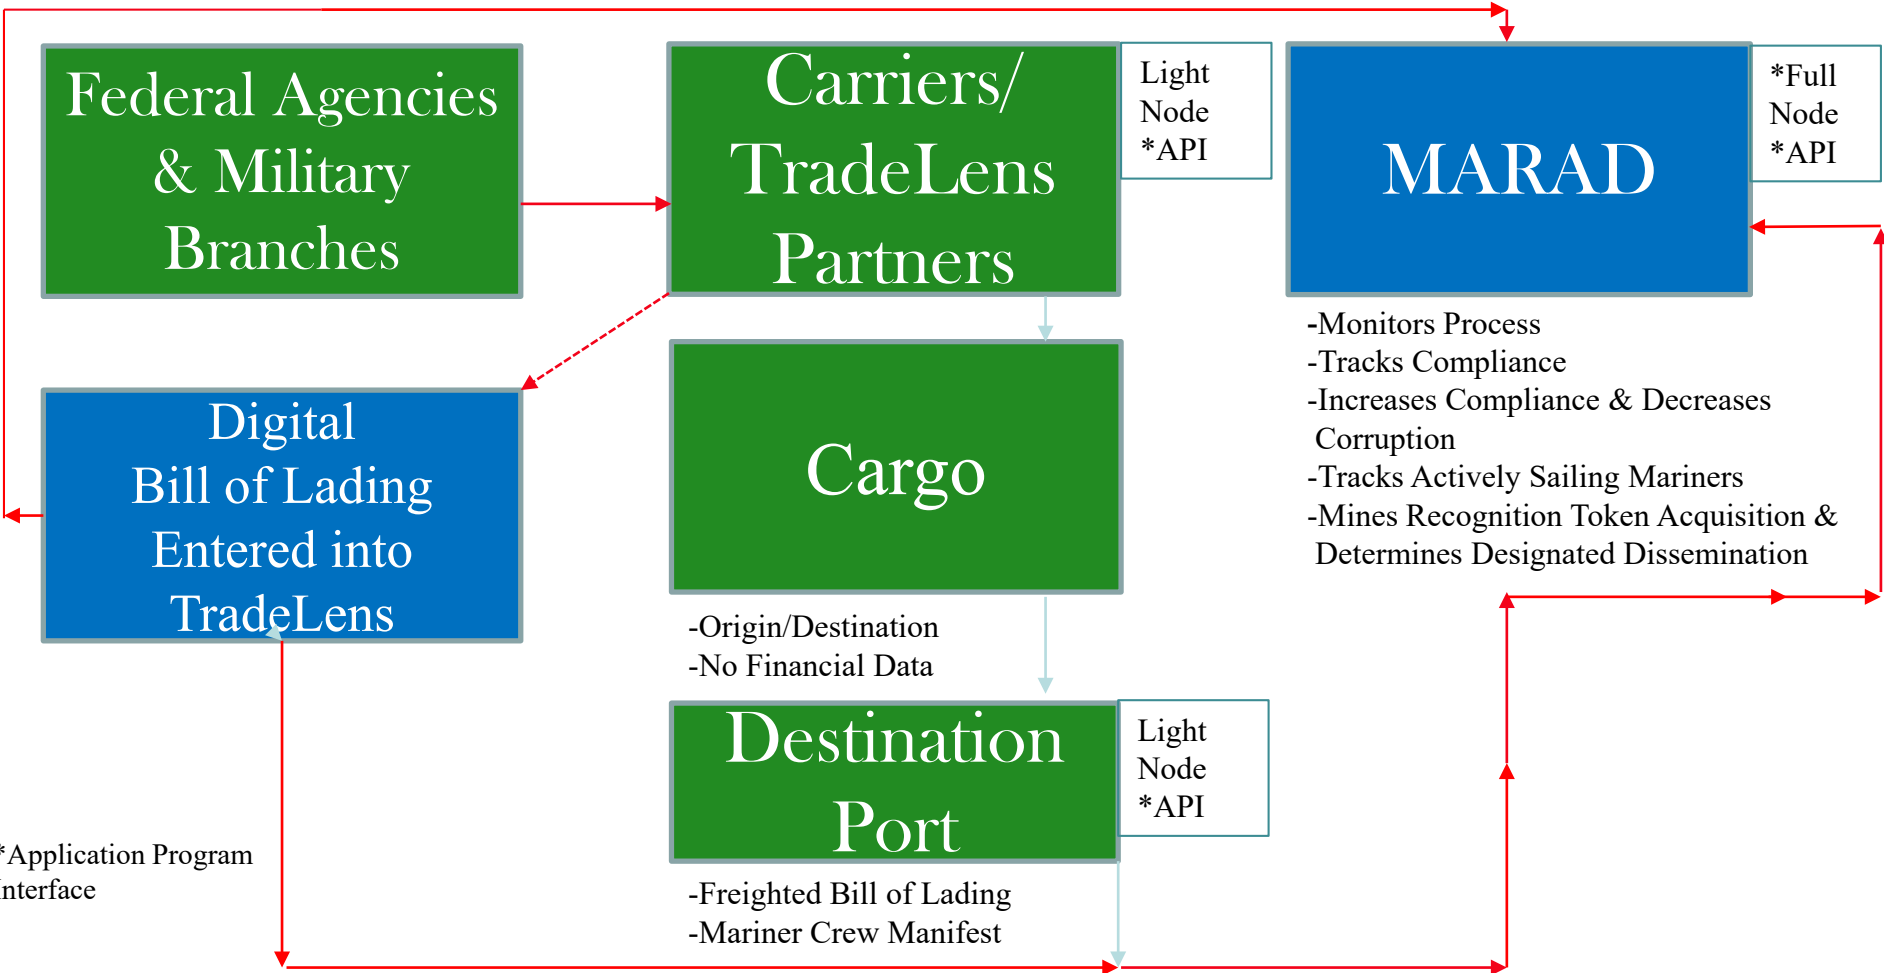 Federal Agencies
& Military
Branches
Carriers/
TradeLens
Partners
Light
Node
*API
MARAD
*Full
Node
*API
-Monitors Process
-Tracks Compliance
-Increases Compliance & Decreases
Corruption
-Tracks Actively Sailing Mariners
-Mines Recognition Token Acquisition &
Determines Designated Dissemination
Digital
Bill of Lading
Entered into
TradeLens
Cargo
-Origin/Destination
-No Financial Data
Destination
Port
Light
Node
*API
-Freighted Bill of Lading
-Mariner Crew Manifest
*Application Program
Interface